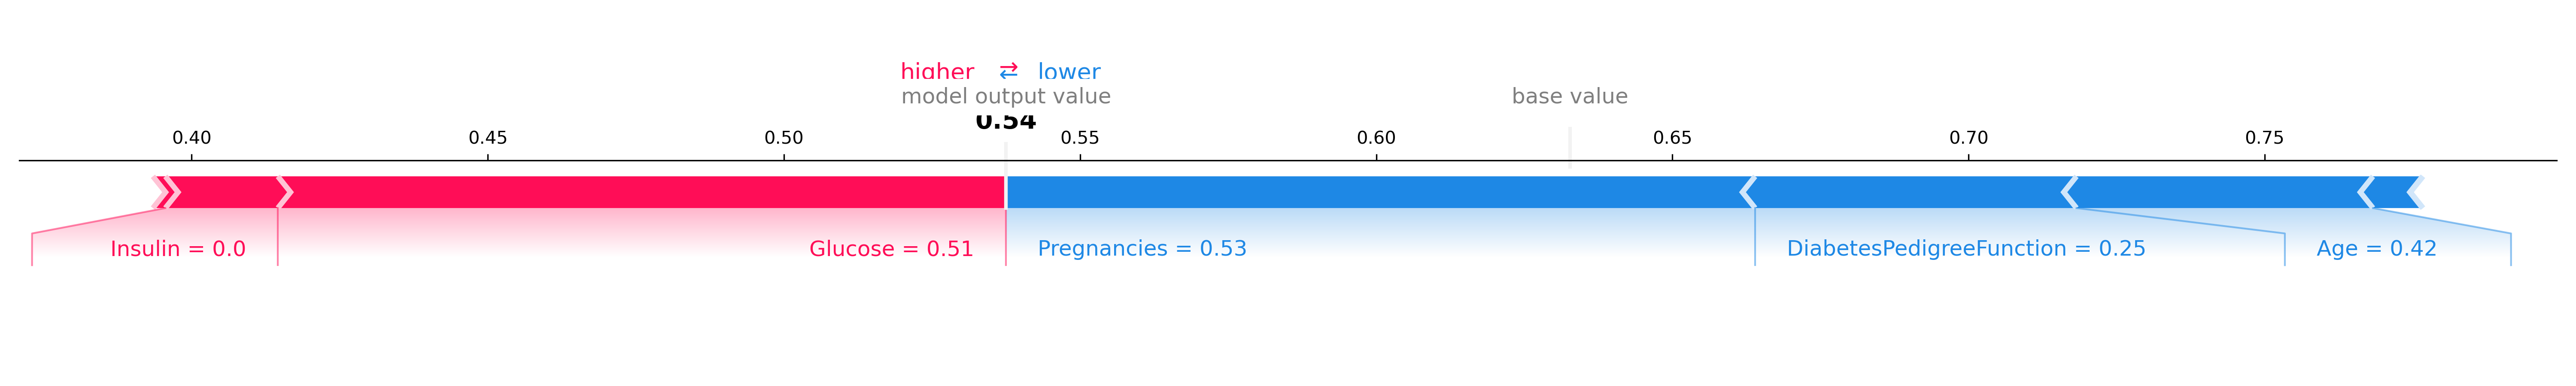 higher ⇄ lower
model output value base value
0.54
0.40 0.45 0.50 0.55 0.60 0.65 0.70 0.75
Insulin = 0.0 Glucose = 0.51 Pregnancies = 0.53 DiabetesPedigreeFunction = 0.25 Age = 0.42